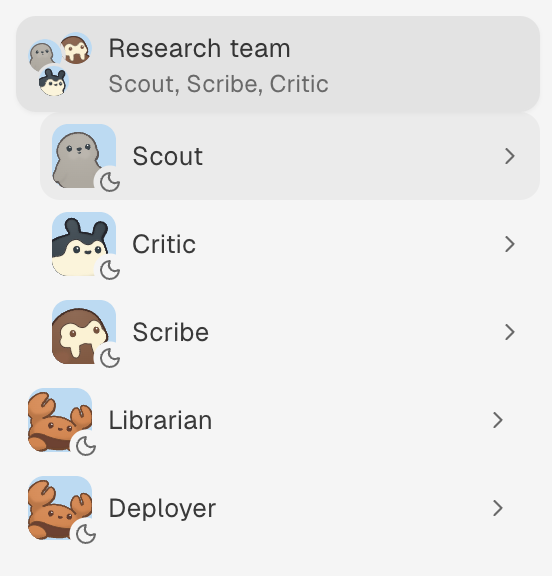 Research team
Scout, Scribe, Critic
Scout
Critic
Scribe
Librarian
Deployer